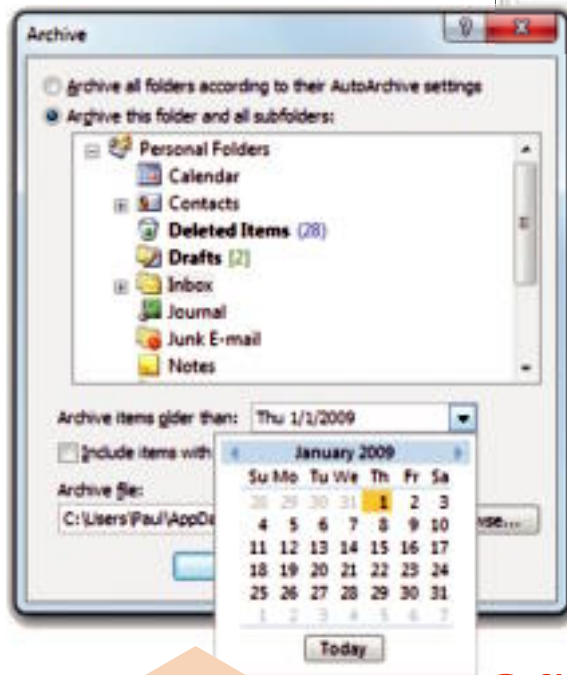 Archive
Archive all folders according to their AutoArchive settings
Archive this folder and all subfolders:
Personal Folders
Calendar
Contacts
Deleted Items (28)
Drafts [2]
Inbox
Journal
Junk E-mail
Notes
Archive items older than: Thu 1/1/2009
Include items with
January 2009
Su Mo Tu We Th Fr Sa
28 29 30 31 1 2 3
4 5 6 7 8 9 10
11 12 13 14 15 16 17
18 19 20 21 22 23 24
25 26 27 28 29 30 31
1 2 3 4 5 6 7
Today
Archive file:
C:\Users\Paul\AppDa
wse...